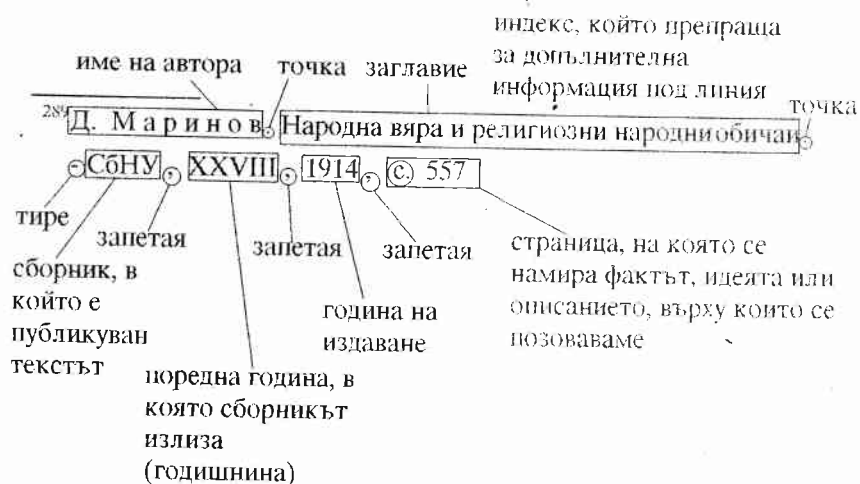 индекс, който препраща
за допълнителна
информация под линия
име на автора
точка
заглавие
точка
289 Д. Маринов. Народна вяра и религиозни народни обичаи.
– СбНУ, XXVIII, 1914, с. 557
тире
запетая
запетая
запетая
сборник, в
който е
публикуван
текстът
поредна година, в
която сборникът
излиза
(годишнина)
година на
издаване
страница, на която се
намира фактът, идеята или
описанието, върху които се
позоваваме